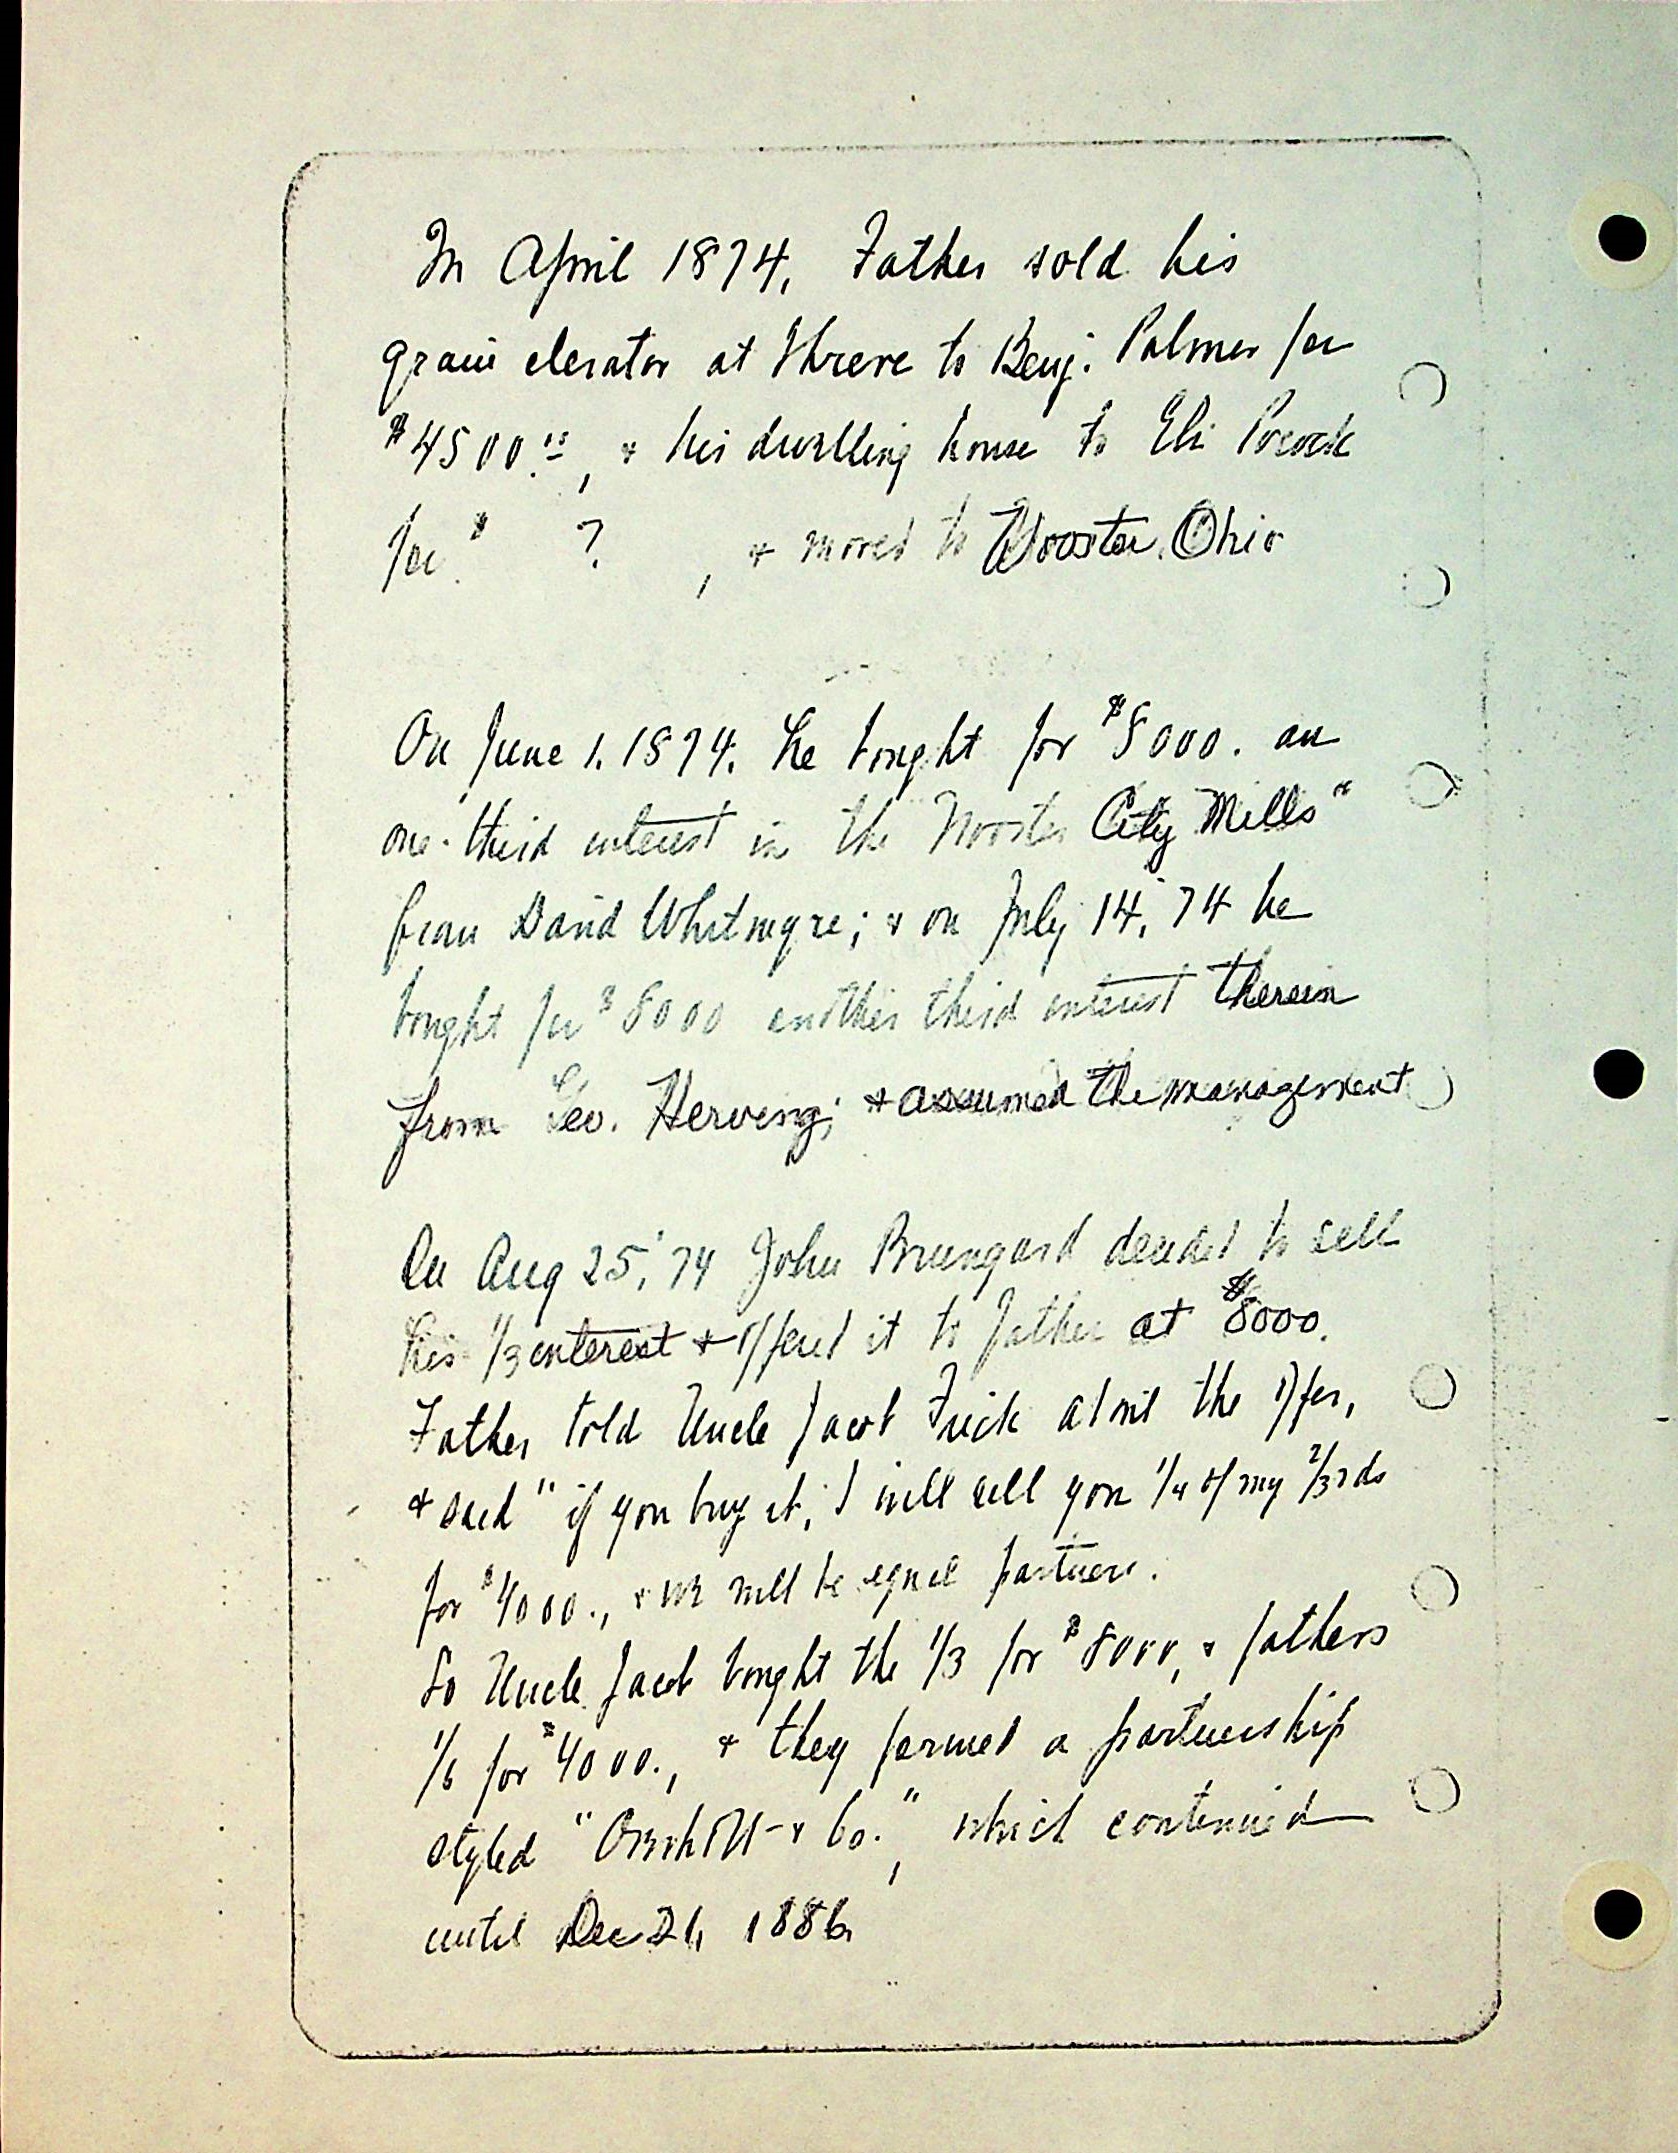 In April 1874, Father sold his
grain elevator at Shreve to Benj. Palmer for
$4500.00, & his dwelling house to Eli Pocock
for $ ? , & moved to Wooster, Ohio
On June 1, 1874, he bought for $8000. an
one-third interest in the Wooster City Mills"
from David Whitmyre; & on July 14, '74 he
bought for $8000 another third interest therein
from Geo. Herving; & assumed the management
On Aug 25, '74 John Brungard decided to sell
his 1/3 interest & offered it to father at $8000.
Father told Uncle Jacob Frick about the offer,
& said "if you buy it, I will sell you 1/4 of my 2/3rds
for $4000., & we will be equal partners.
So Uncle Jacob bought the 1/3 for $8000, & fathers
1/6 for $4000., & they formed a partnership
styled " & Co.", which continued
until Dec 21, 1886